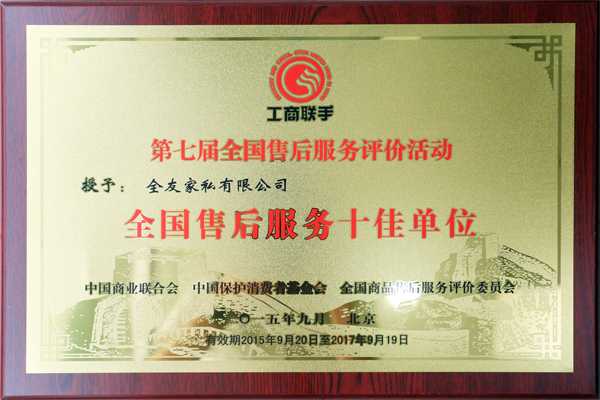 工商联手
第七届全国售后服务评价活动
授予： 全友家私有限公司
全国售后服务十佳单位
中国商业联合会 中国保护消费者基金会 全国商品售后服务评价委员会
二〇一五年九月 北京
有效期2015年9月20日至2017年9月19日